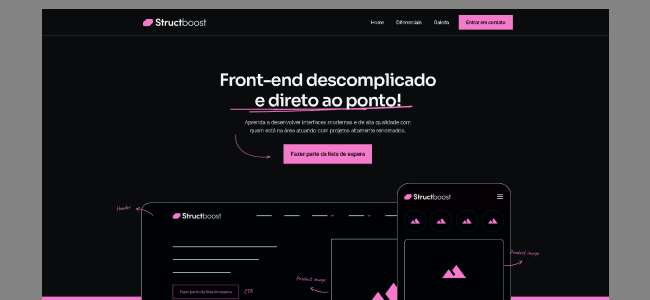 Structboost
Home Diferenciais Galeria Entrar em contato
Front-end descomplicado
e direto ao ponto!
Aprenda a desenvolver interfaces modernas e de alta qualidade com
quem está na área atuando com projetos altamente renomados.
Fazer parte da lista de espera
Structboost
Header
Structboost
Product image
Product image
Fazer parte da lista de espera
CTA